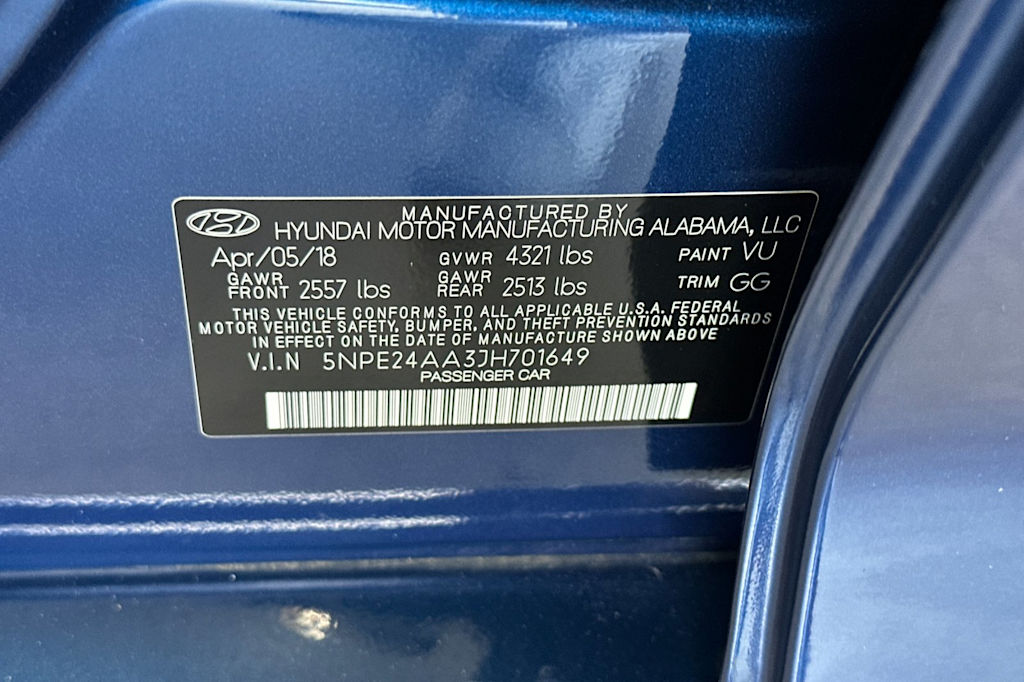 MANUFACTURED BY
HYUNDAI MOTOR MANUFACTURING ALABAMA, LLC
Apr/05/18 GVWR 4321 lbs PAINT VU
GAWR FRONT 2557 lbs GAWR REAR 2513 lbs TRIM GG
THIS VEHICLE CONFORMS TO ALL APPLICABLE U.S.A. FEDERAL
MOTOR VEHICLE SAFETY, BUMPER, AND THEFT PREVENTION STANDARDS
IN EFFECT ON THE DATE OF MANUFACTURE SHOWN ABOVE
V.I.N 5NPE24AA3JH701649
PASSENGER CAR